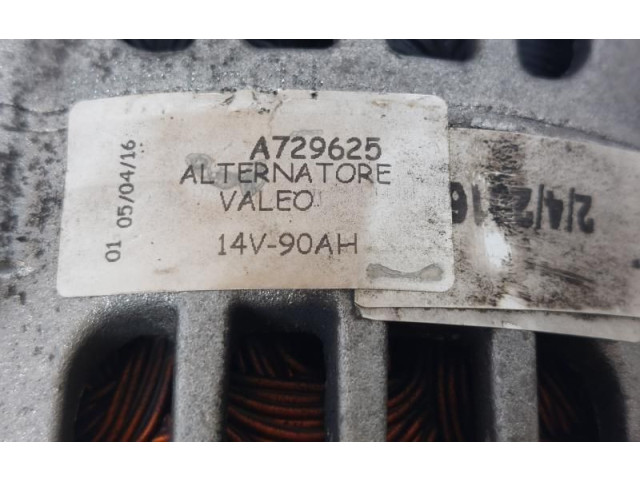 A729625
ALTERNATORE
VALEO
14V-90AH
01 05/04/16